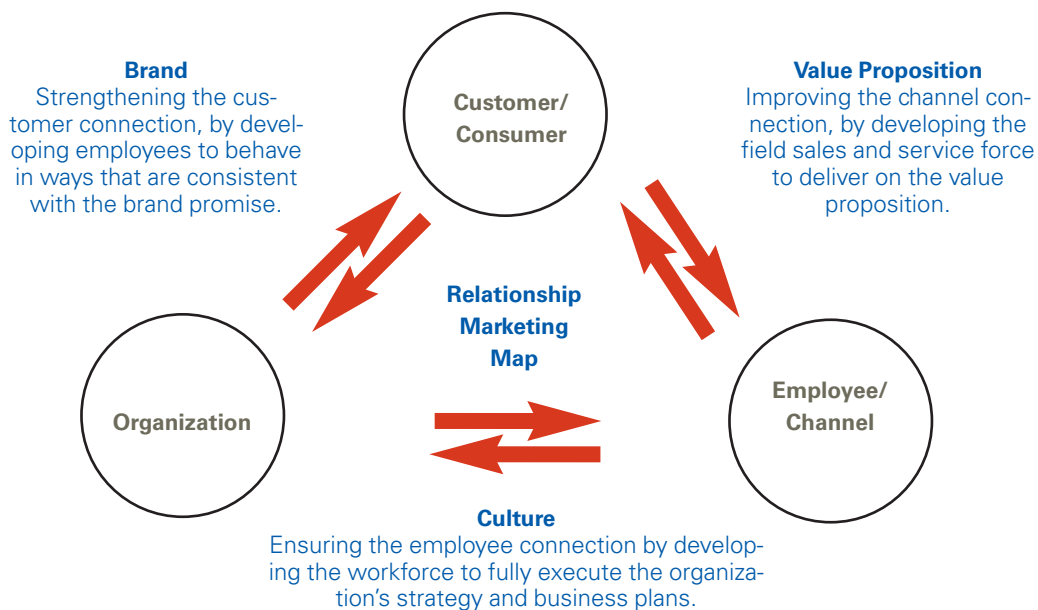 Brand
Strengthening the cus-
tomer connection, by devel-
oping employees to behave
in ways that are consistent
with the brand promise.
Customer/
Consumer
Value Proposition
Improving the channel con-
nection, by developing the
field sales and service force
to deliver on the value
proposition.
Relationship
Marketing
Map
Organization
Employee/
Channel
Culture
Ensuring the employee connection by develop-
ing the workforce to fully execute the organiza-
tion's strategy and business plans.